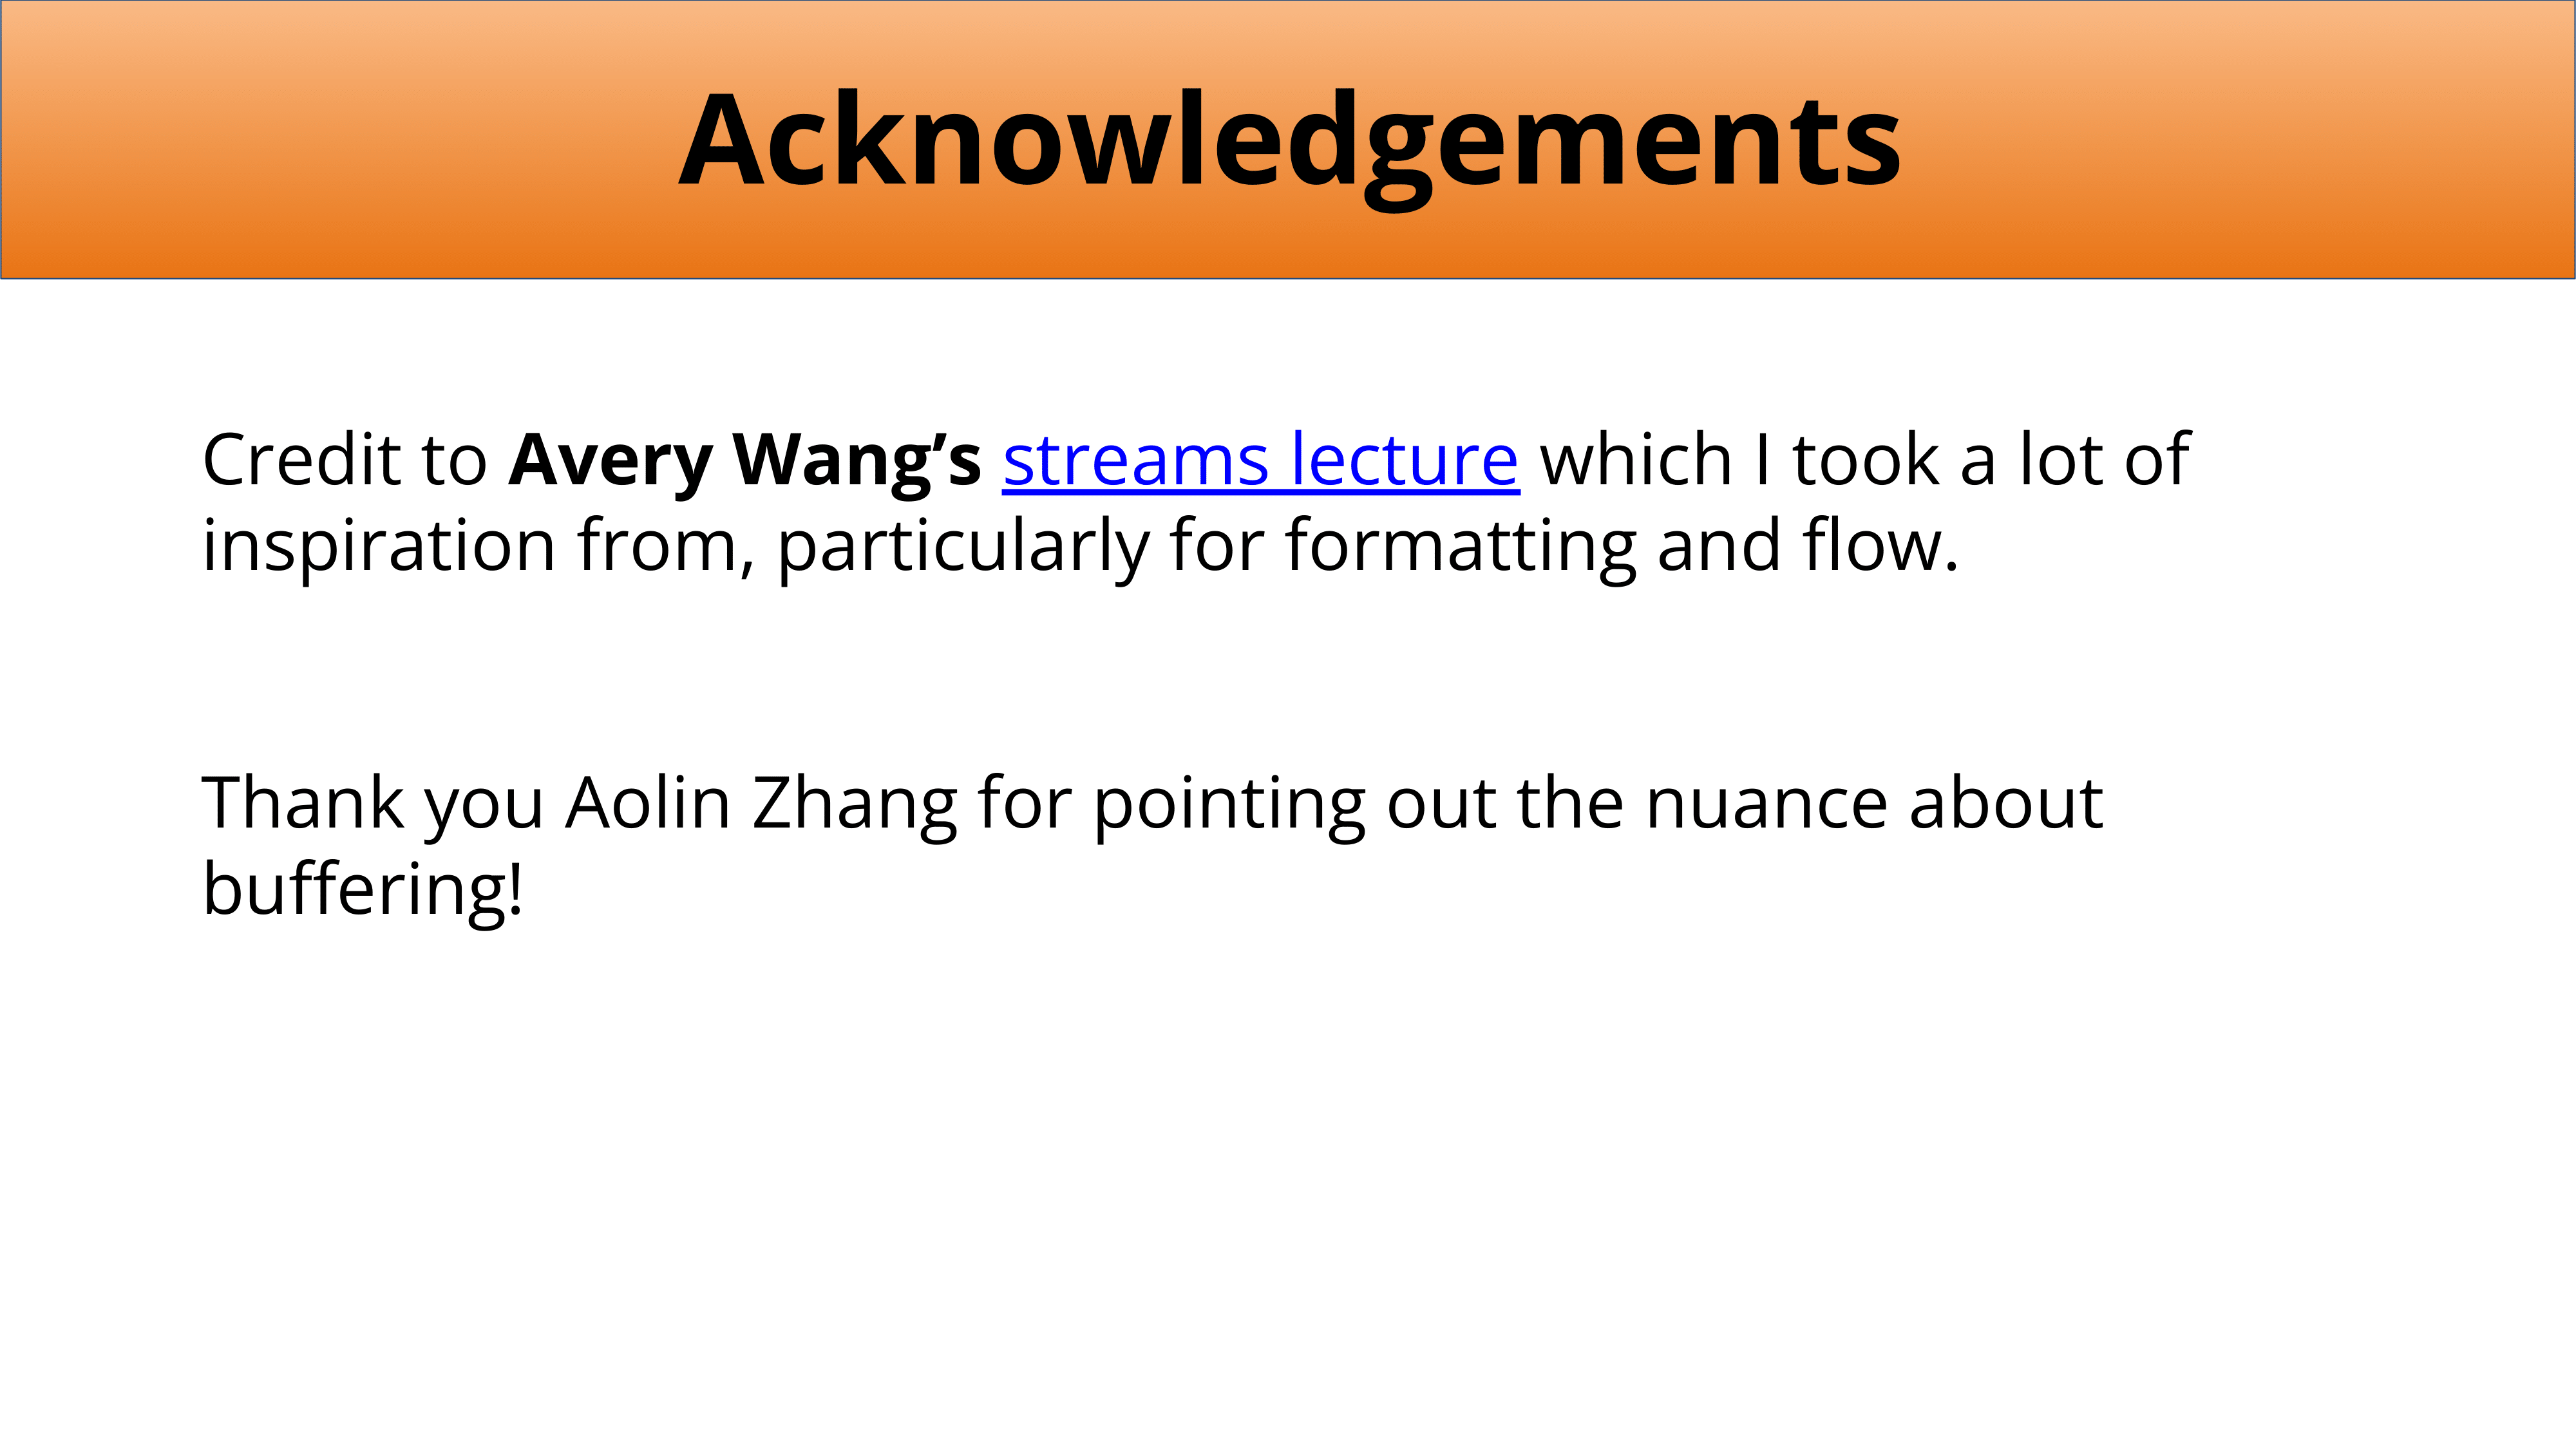 Acknowledgements
Credit to Avery Wang’s streams lecture which I took a lot of
inspiration from, particularly for formatting and flow.
Thank you Aolin Zhang for pointing out the nuance about
buffering!